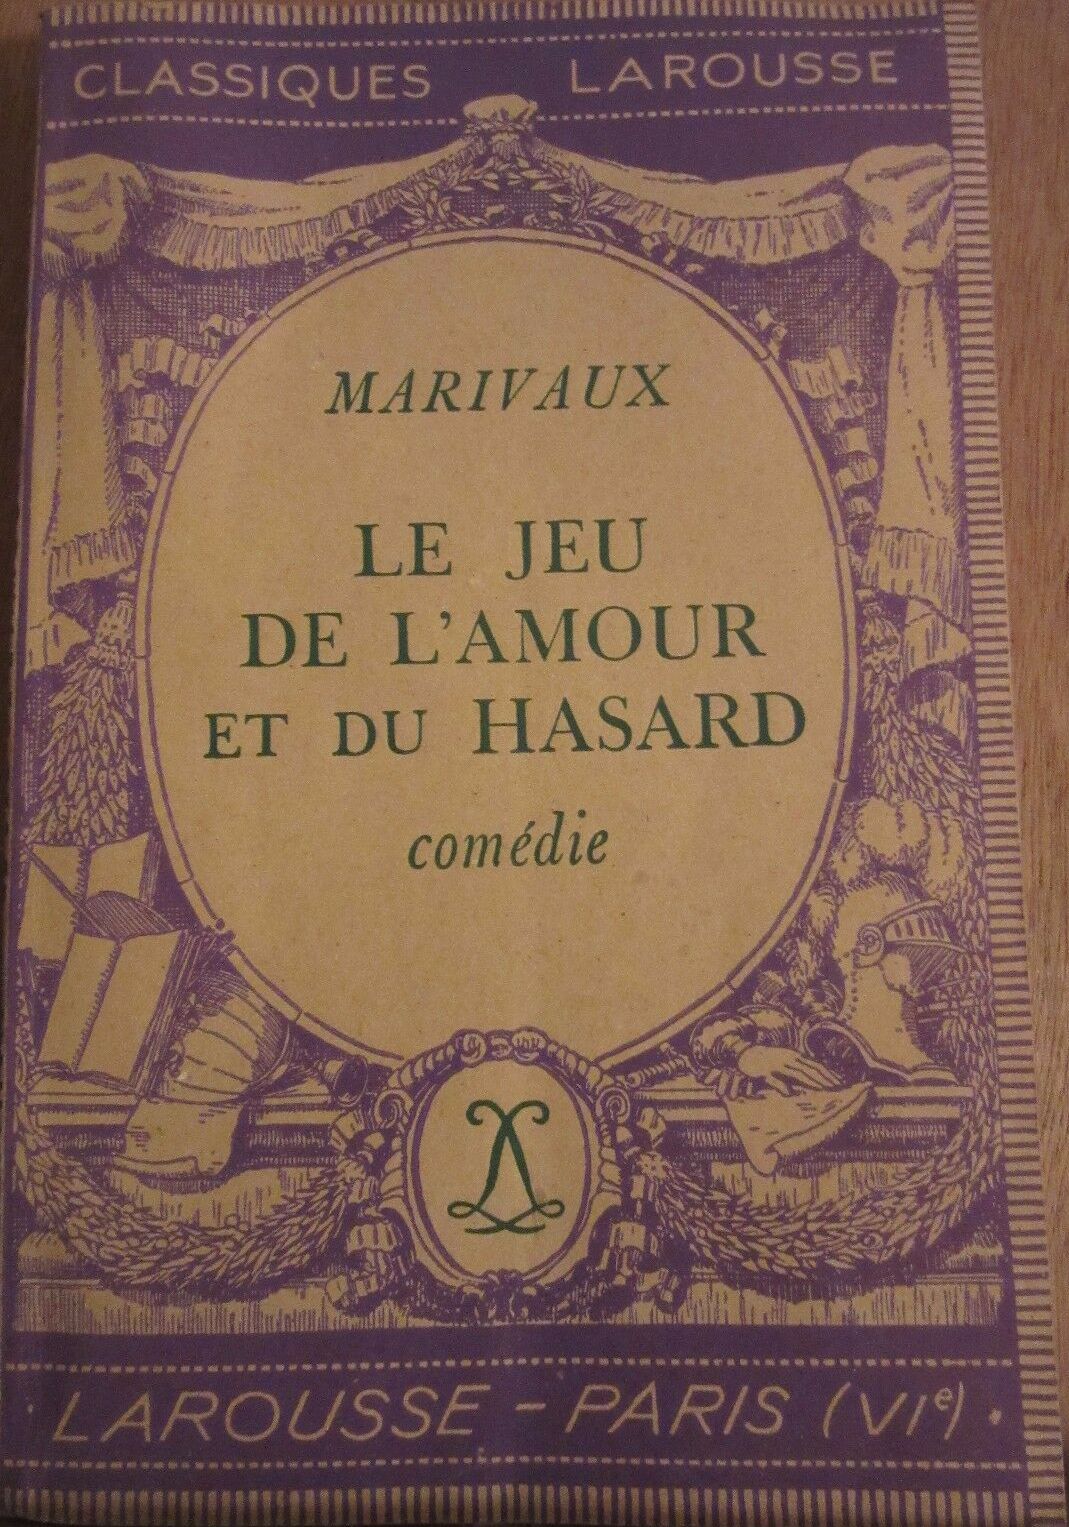 CLASSIQUES LAROUSSE
MARIVAUX
LE JEU
DE L'AMOUR
ET DU HASARD
comédie
LAROUSSE - PARIS (VIe)